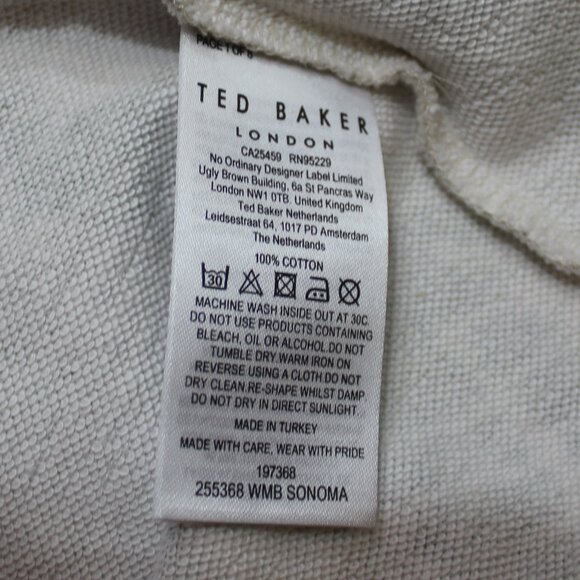 PAGE 1 OF 6
TED BAKER
LONDON
CA25459 RN95229
No Ordinary Designer Label Limited
Ugly Brown Building, 6a St Pancras Way
London NW1 0TB. United Kingdom
Ted Baker Netherlands
Leidsestraat 64, 1017 PD Amsterdam
The Netherlands
100% COTTON
30
MACHINE WASH INSIDE OUT AT 30C.
DO NOT USE PRODUCTS CONTAINING
BLEACH, OIL OR ALCOHOL.DO NOT
TUMBLE DRY.WARM IRON ON
REVERSE USING A CLOTH.DO NOT
DRY CLEAN.RE-SHAPE WHILST DAMP
DO NOT DRY IN DIRECT SUNLIGHT.
MADE IN TURKEY
MADE WITH CARE, WEAR WITH PRIDE
197368
255368 WMB SONOMA